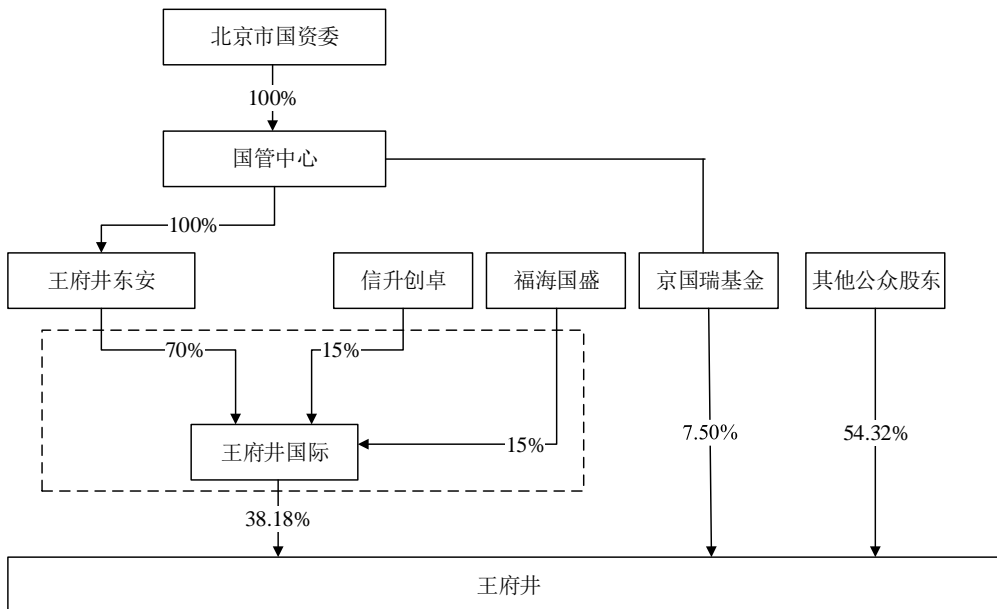 北京市国资委
100%
国管中心
100%
王府井东安
信升创卓
福海国盛
京国瑞基金
其他公众股东
70%
15%
王府井国际
15%
7.50%
54.32%
38.18%
王府井